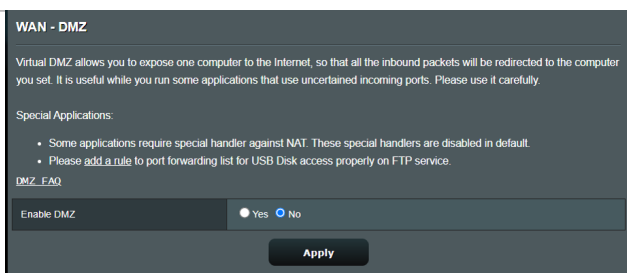 WAN - DMZ
Virtual DMZ allows you to expose one computer to the Internet, so that all the inbound packets will be redirected to the computer
you set. It is useful while you run some applications that use uncertained incoming ports. Please use it carefully.
Special Applications:
• Some applications require special handler against NAT. These special handlers are disabled in default.
• Please add a rule to port forwarding list for USB Disk access properly on FTP service.
DMZ FAQ
Enable DMZ Yes No
Apply